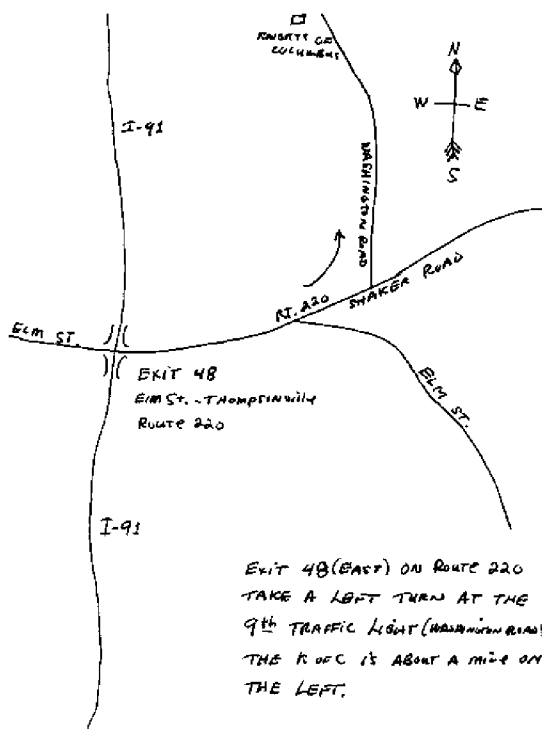 KNIGHTS OF
COLUMBUS
N
W E
S
I-91
WASHINGTON ROAD
RT. 220 SHAKER ROAD
ELM ST.
EXIT 48
Elm St. - Thompsonville
Route 220
ELM ST.
I-91
EXIT 48 (EAST) ON ROUTE 220
TAKE A LEFT TURN AT THE
9th TRAFFIC LIGHT (WASHINGTON ROAD)
THE K OF C IS ABOUT A mile ON
THE LEFT.